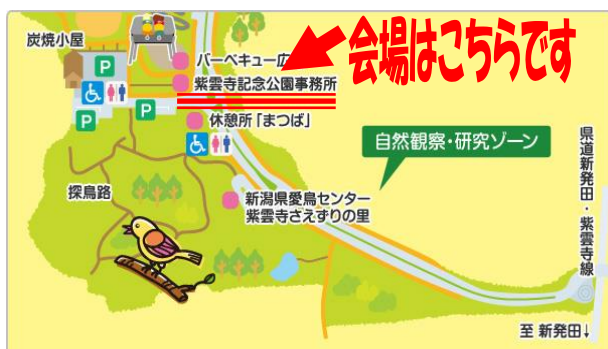 会場はこちらです
炭焼小屋
P
バーベキュー広
紫雲寺記念公園事務所
P
P
休憩所「まつば」
自然観察・研究ゾーン
県道新発田・紫雲寺線
探鳥路
新潟県愛鳥センター
紫雲寺さえずりの里
至 新発田↓